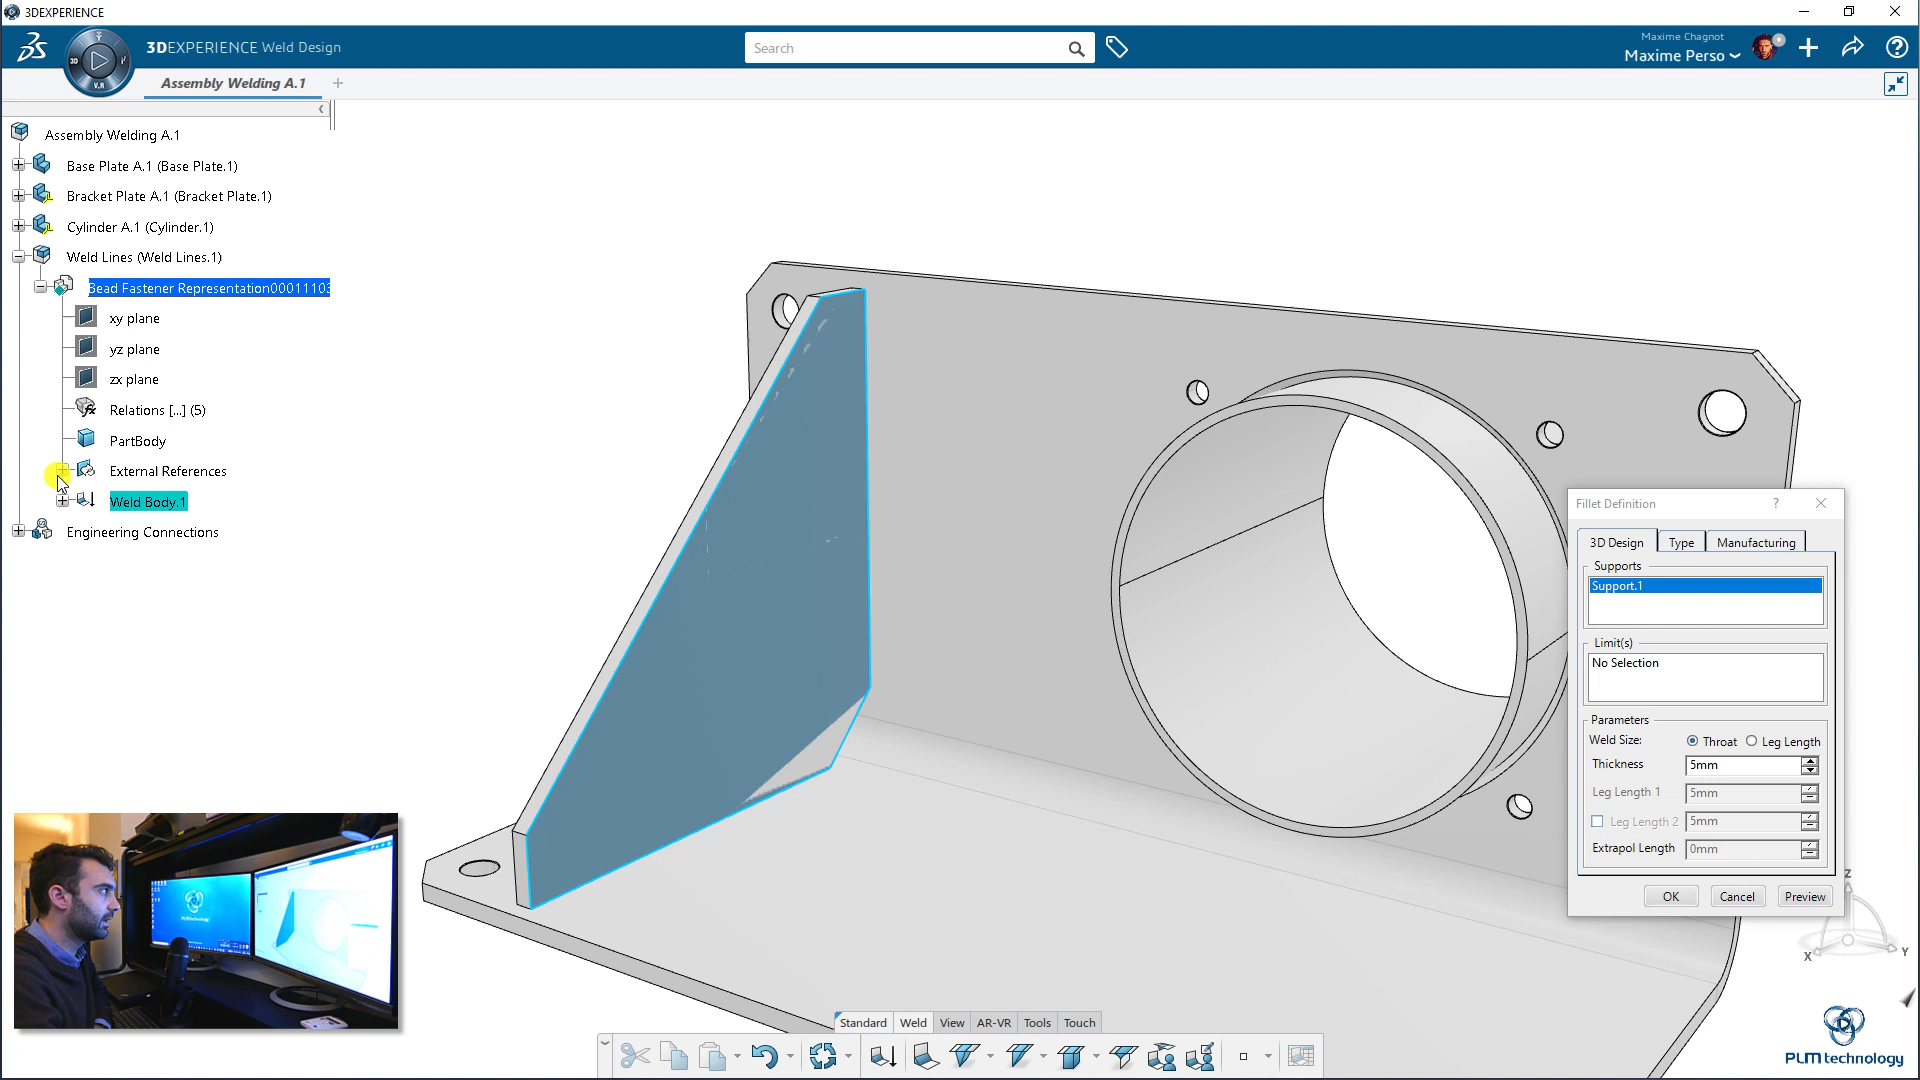 3DEXPERIENCE
3DEXPERIENCE Weld Design
Search
Maxime Chagnot
Maxime Perso
3D
V.R
Assembly Welding A.1
Assembly Welding A.1
Base Plate A.1 (Base Plate.1)
Bracket Plate A.1 (Bracket Plate.1)
Cylinder A.1 (Cylinder.1)
Weld Lines (Weld Lines.1)
Bead Fastener Representation00011103
xy plane
yz plane
zx plane
Relations [...] (5)
PartBody
External References
Weld Body.1
Engineering Connections
Fillet Definition
?
3D Design
Type
Manufacturing
Supports
Support.1
Limit(s)
No Selection
Parameters
Weld Size:
Throat
Leg Length
Thickness
5mm
Leg Length 1
5mm
Leg Length 2
5mm
Extrapol Length
0mm
OK
Cancel
Preview
Z
X
Y
Standard
Weld
View
AR-VR
Tools
Touch
PLM technology